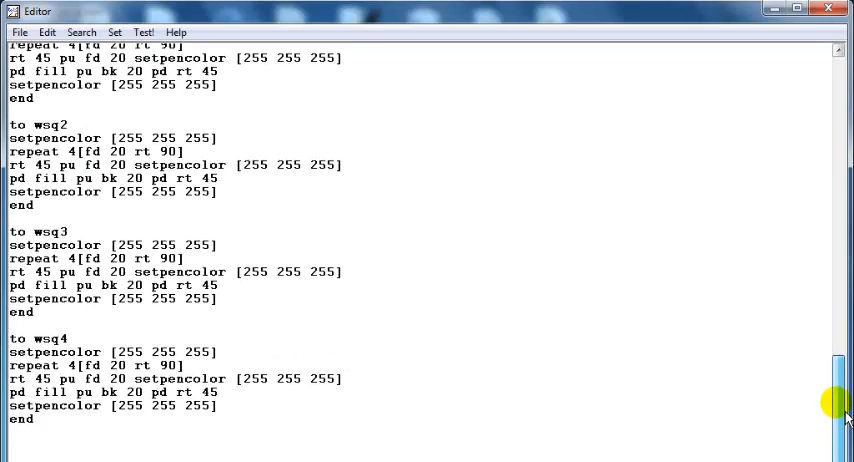 Editor
File Edit Search Set Test! Help
repeat 4[fd 20 rt 90]
rt 45 pu fd 20 setpencolor [255 255 255]
pd fill pu bk 20 pd rt 45
setpencolor [255 255 255]
end
to wsq2
setpencolor [255 255 255]
repeat 4[fd 20 rt 90]
rt 45 pu fd 20 setpencolor [255 255 255]
pd fill pu bk 20 pd rt 45
setpencolor [255 255 255]
end
to wsq3
setpencolor [255 255 255]
repeat 4[fd 20 rt 90]
rt 45 pu fd 20 setpencolor [255 255 255]
pd fill pu bk 20 pd rt 45
setpencolor [255 255 255]
end
to wsq4
setpencolor [255 255 255]
repeat 4[fd 20 rt 90]
rt 45 pu fd 20 setpencolor [255 255 255]
pd fill pu bk 20 pd rt 45
setpencolor [255 255 255]
end